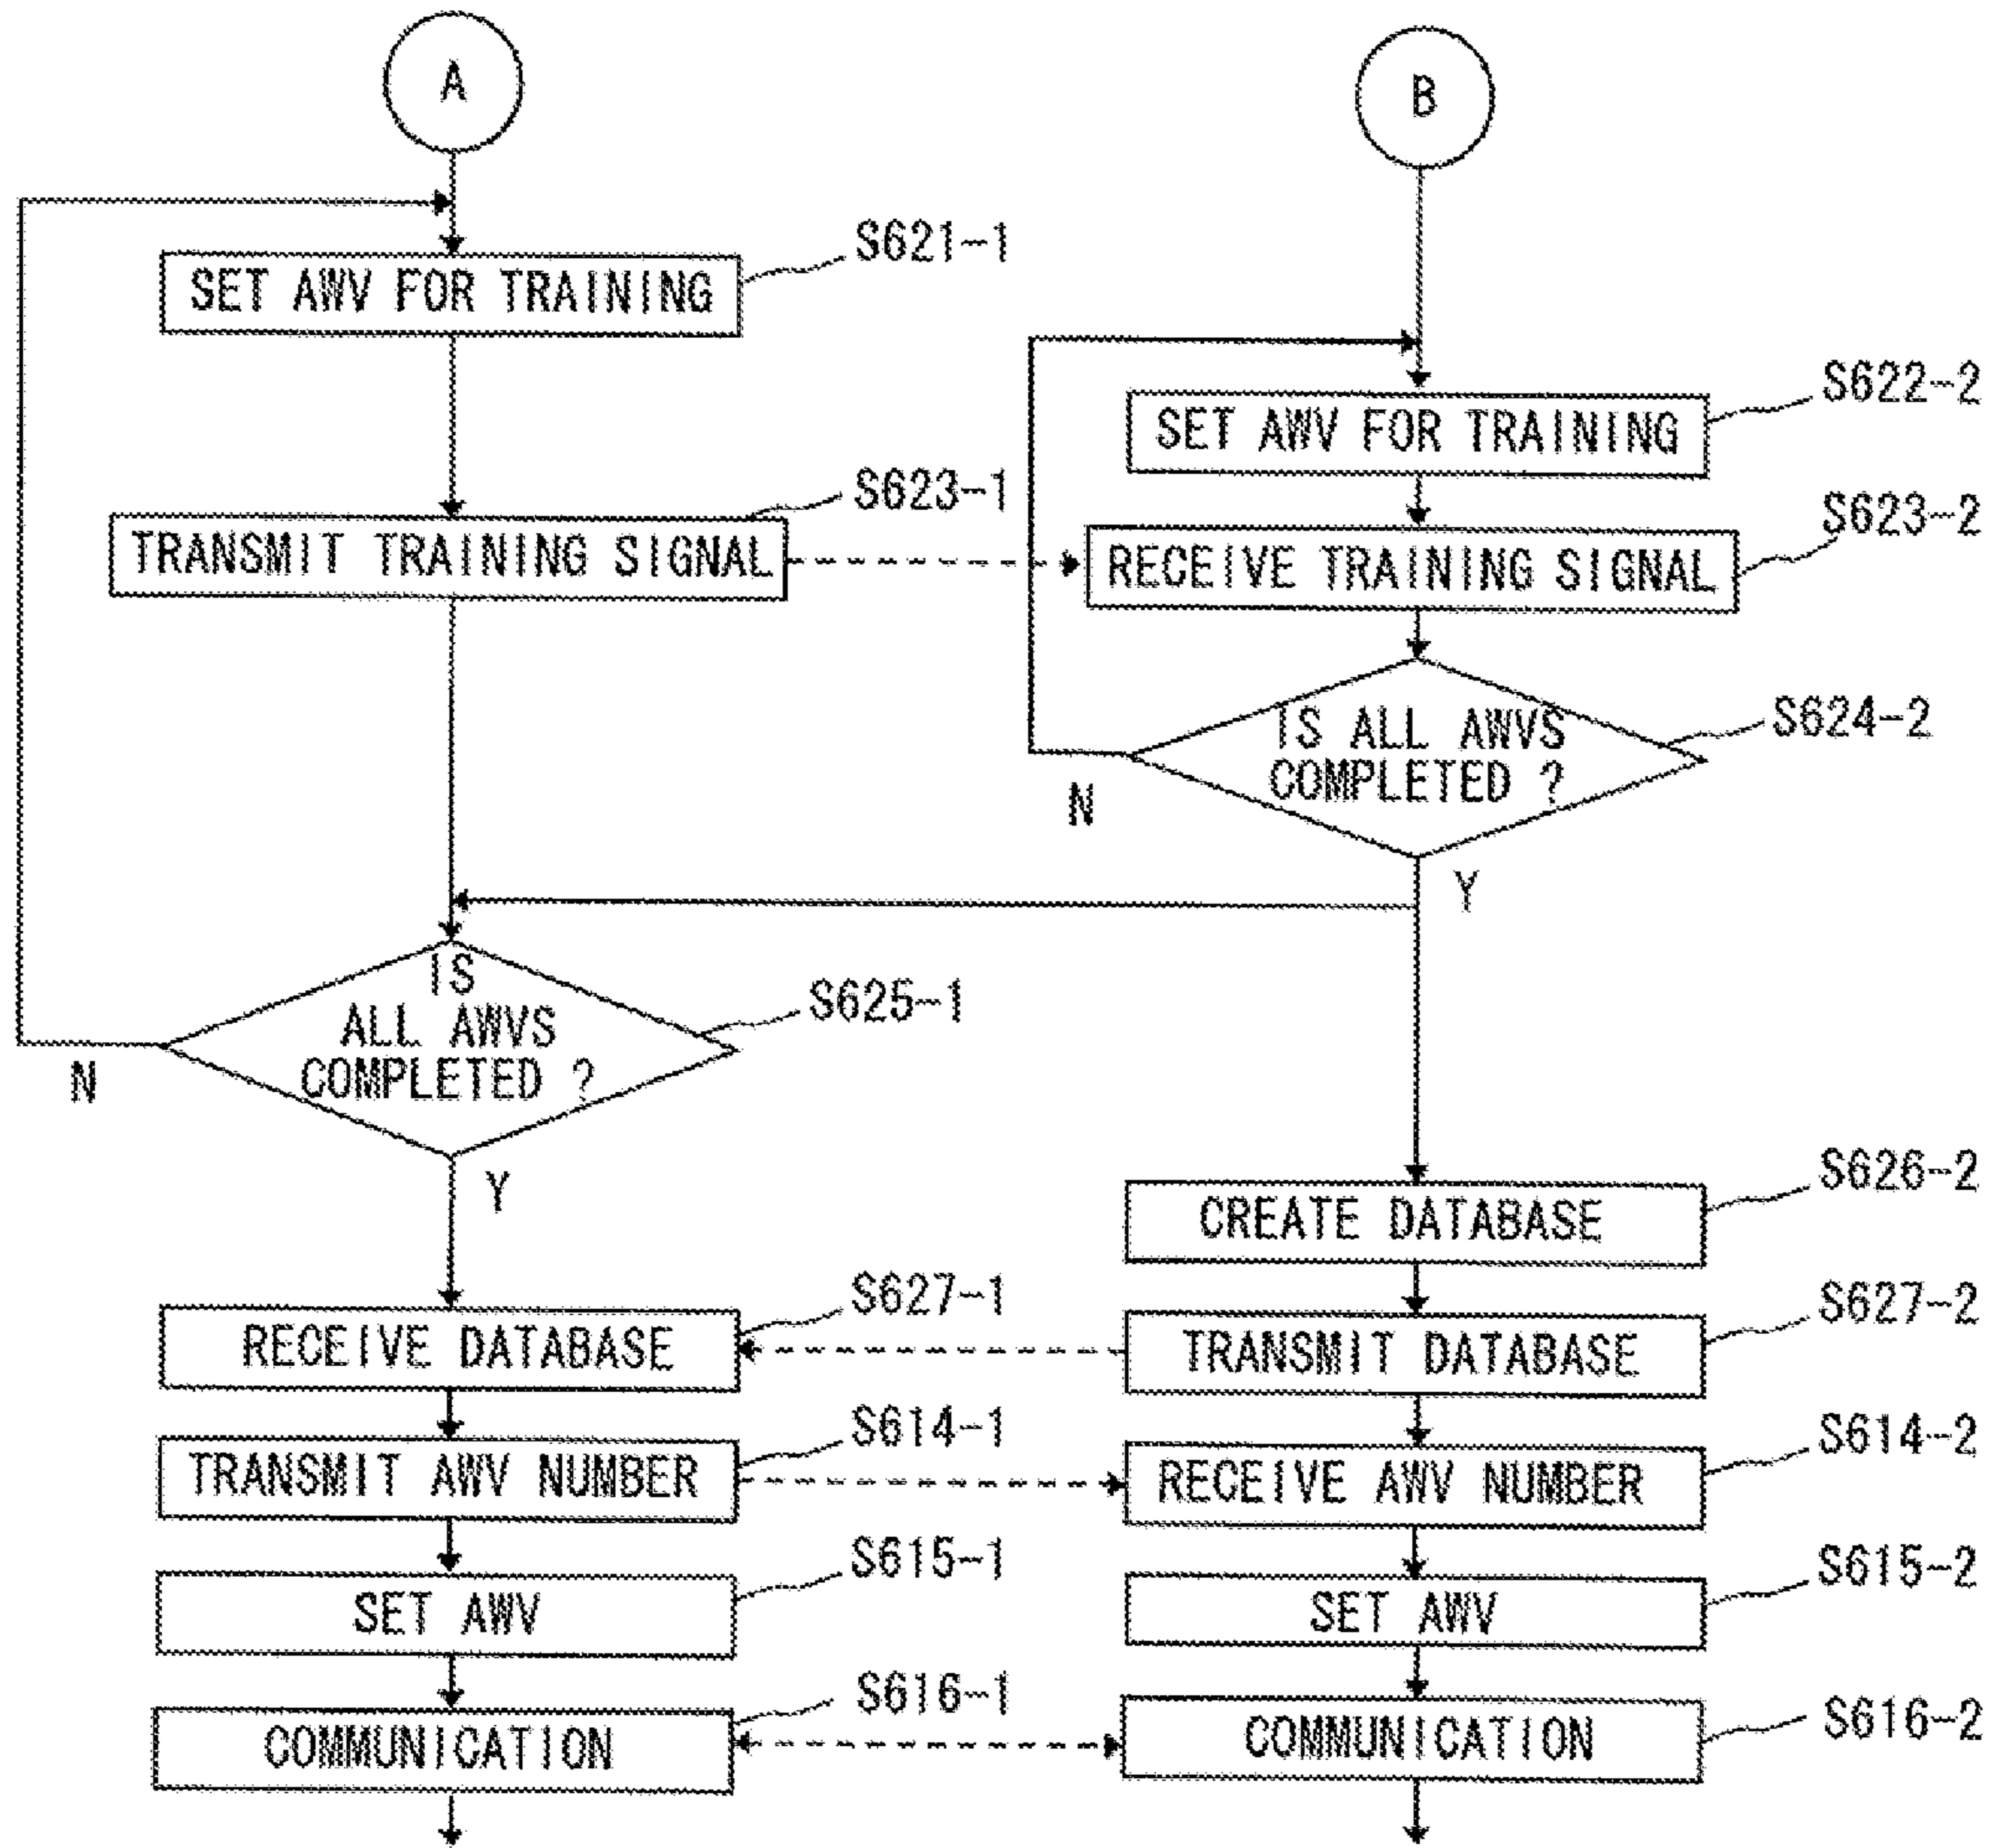 A
B
S621-1
SET AWV FOR TRAINING
S622-2
SET AWV FOR TRAINING
S623-1
TRANSMIT TRAINING SIGNAL
S623-2
RECEIVE TRAINING SIGNAL
S624-2
IS ALL AWVS
COMPLETED ?
N
Y
S625-1
IS
ALL AWVS
COMPLETED ?
N
Y
S626-2
CREATE DATABASE
S627-1
RECEIVE DATABASE
S627-2
TRANSMIT DATABASE
S614-1
TRANSMIT AWV NUMBER
S614-2
RECEIVE AWV NUMBER
S615-1
SET AWV
S615-2
SET AWV
S616-1
COMMUNICATION
S616-2
COMMUNICATION